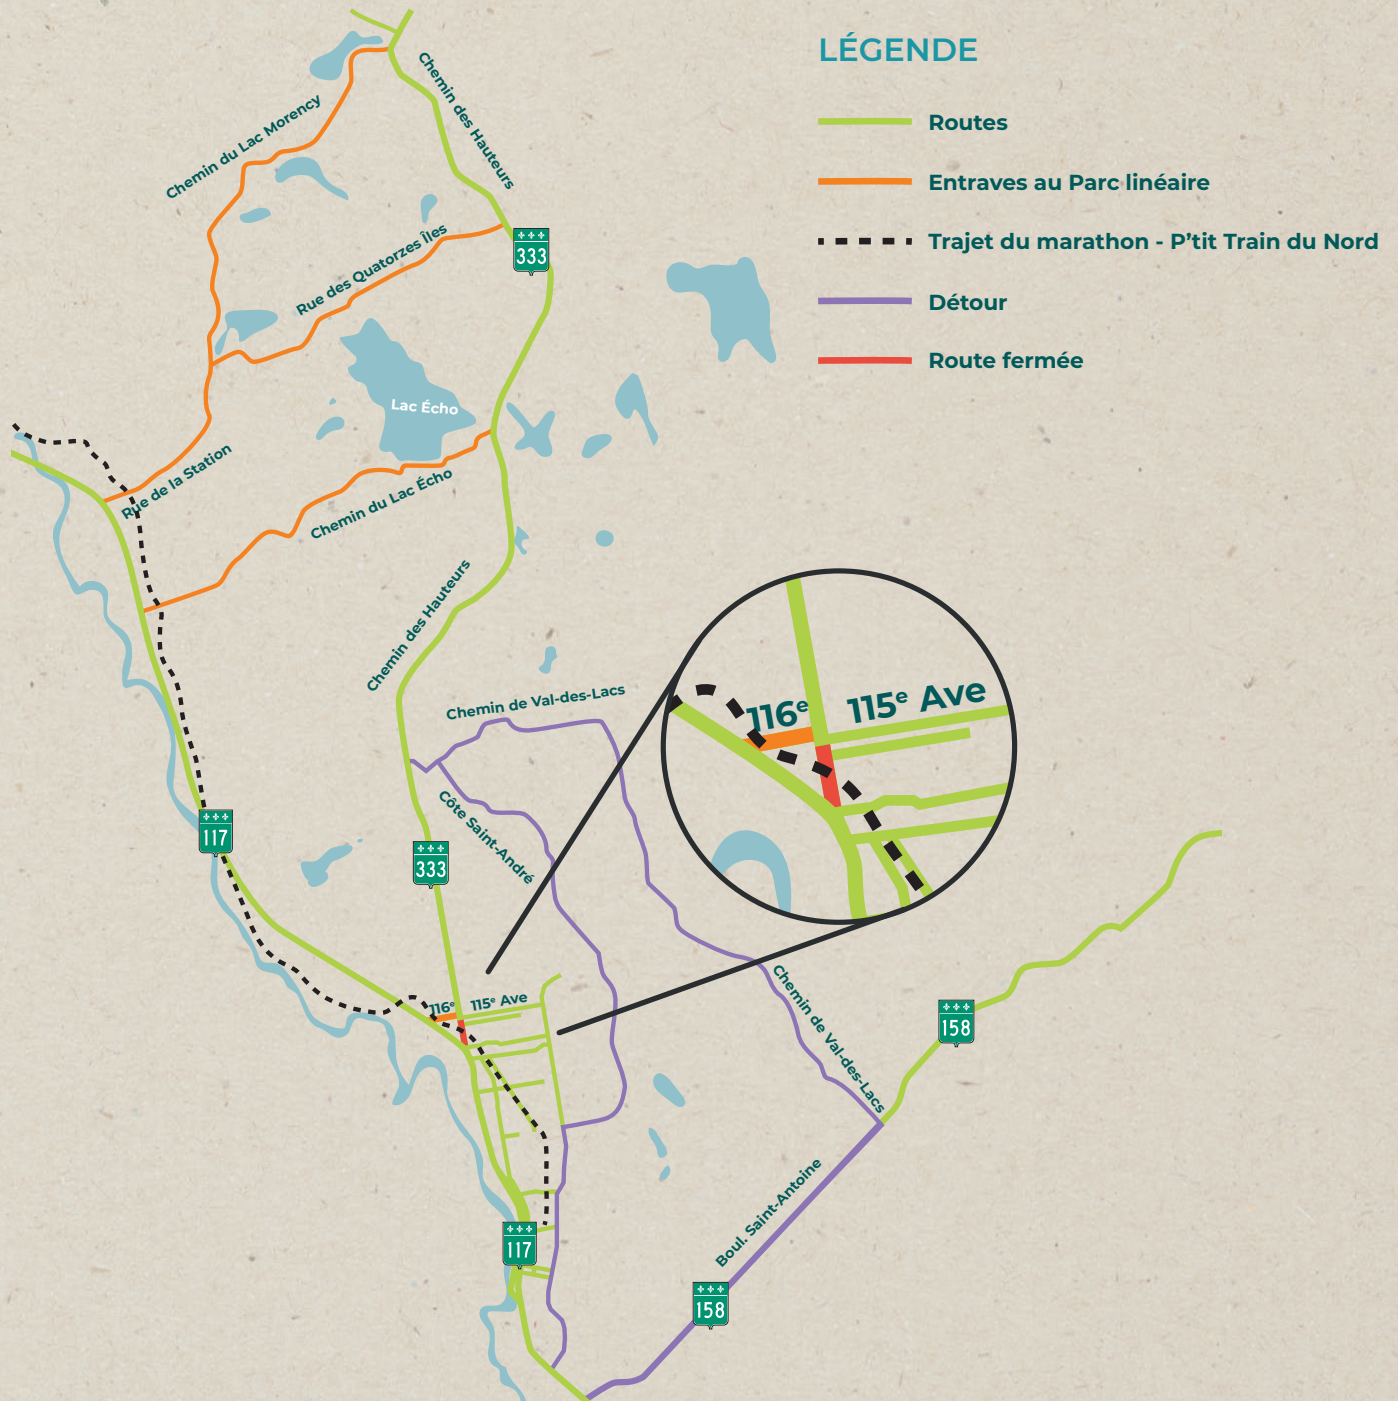 LÉGENDE
Routes
Entraves au Parc linéaire
Trajet du marathon - P'tit Train du Nord
Détour
Route fermée
Chemin des Hauteurs
Chemin du Lac Morency
Rue des Quatorzes Îles
333
Lac Écho
Rue de la Station
Chemin du Lac Écho
Chemin des Hauteurs
Chemin de Val-des-Lacs
116e
115e Ave
Côte Saint-André
117
333
116e
115e Ave
Chemin de Val-des-Lacs
158
Boul. Saint-Antoine
117
158